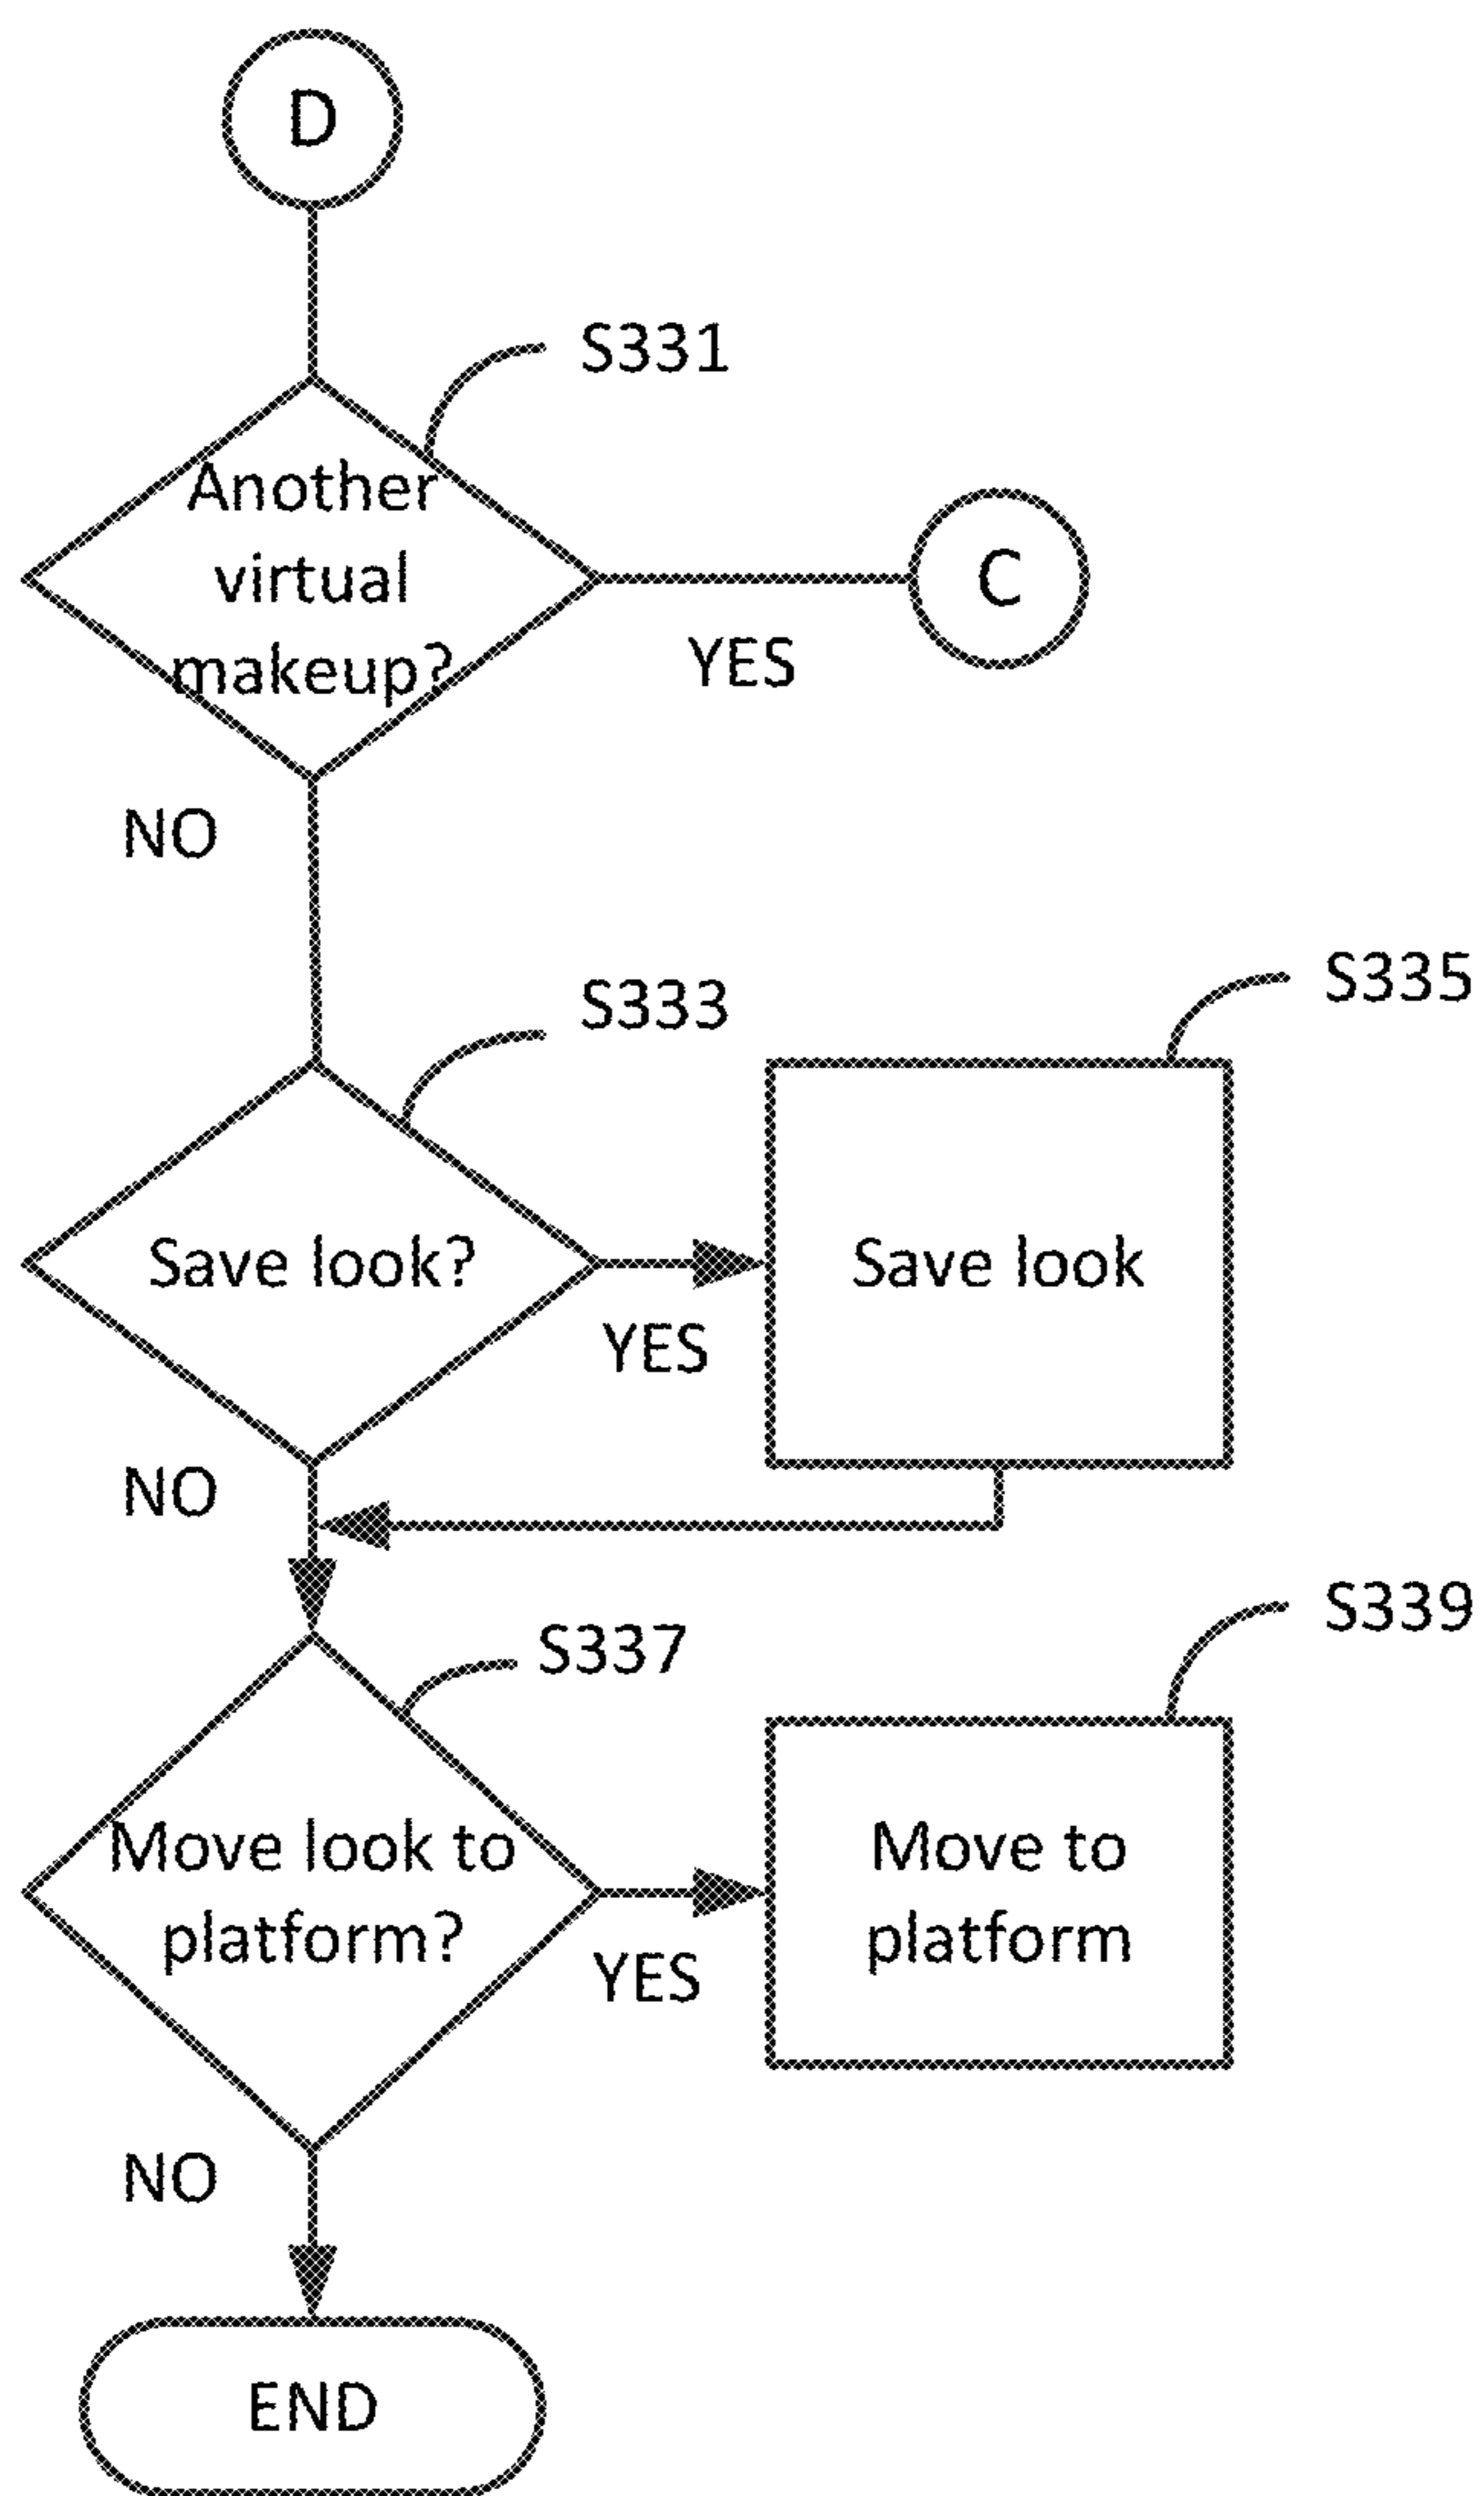 D
S331
Another
virtual
makeup?
C
YES
NO
S333
S335
Save look?
Save look
YES
NO
S337
S339
Move look to
platform?
Move to
platform
YES
NO
END